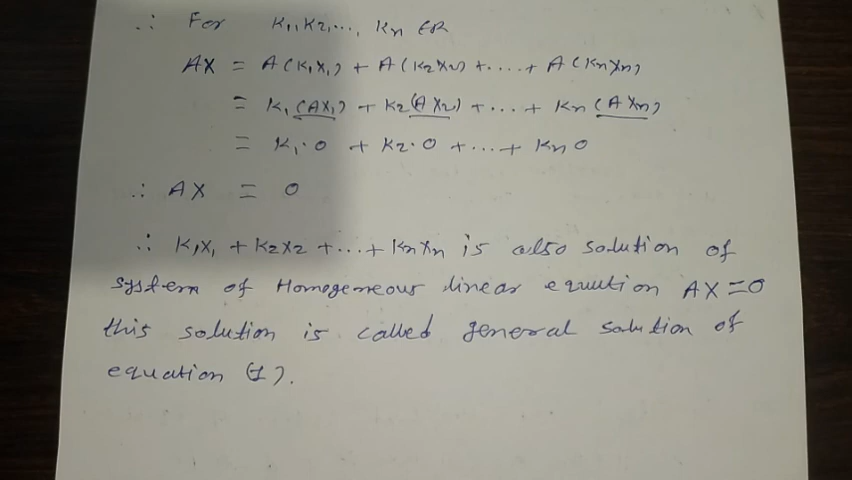 ∴ For K₁, K₂, ..., Kn ∈ R
AX = A(K₁X₁) + A(K₂X₂) + .... + A(KnXn)
= K₁(AX₁) + K₂(AX₂) + ... + Kn(AXn)
= K₁·0 + K₂·0 + ... + Kn0
∴ AX = 0
∴ K₁X₁ + K₂X₂ + ... + KnXn is also solution of
system of Homogeneous linear equation AX = 0
this solution is called general solution of
equation (1).